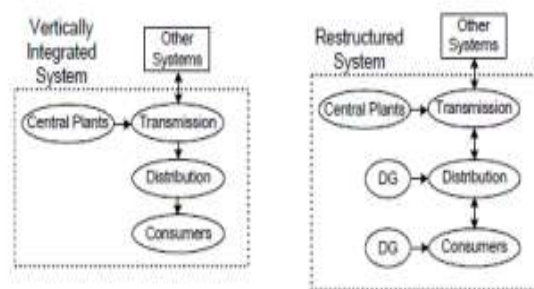 Vertically
Integrated
System
Other
Systems
Central Plants
Transmission
Distribution
Consumers
Restructured
System
Other
Systems
Central Plants
Transmission
DG
Distribution
DG
Consumers